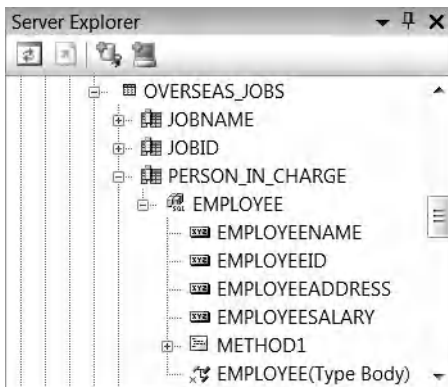 Server Explorer
OVERSEAS_JOBS
JOBNAME
JOBID
PERSON_IN_CHARGE
EMPLOYEE
EMPLOYEENAME
EMPLOYEEID
EMPLOYEEADDRESS
EMPLOYEESALARY
METHOD1
EMPLOYEE(Type Body)